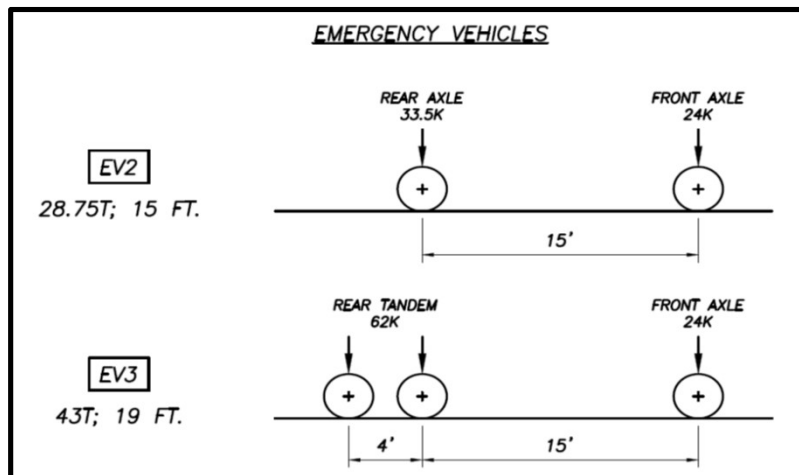 EMERGENCY VEHICLES
REAR AXLE
33.5K
FRONT AXLE
24K
EV2
28.75T; 15 FT.
15'
REAR TANDEM
62K
FRONT AXLE
24K
EV3
43T; 19 FT.
4'
15'